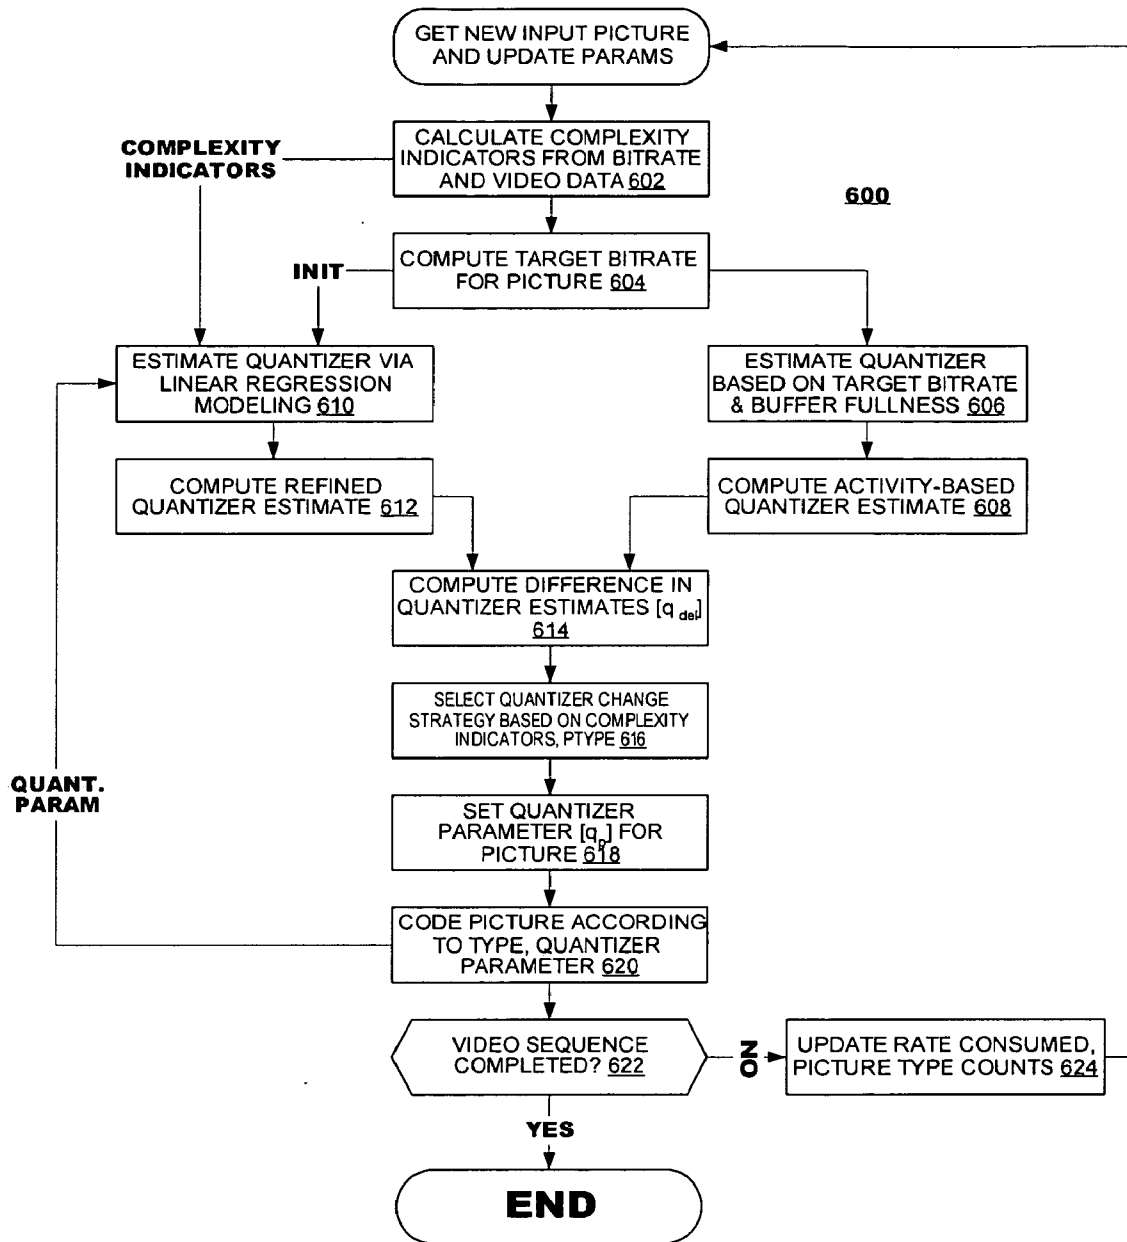 GET NEW INPUT PICTURE
AND UPDATE PARAMS
CALCULATE COMPLEXITY
INDICATORS FROM BITRATE
AND VIDEO DATA 602
COMPLEXITY
INDICATORS
600
COMPUTE TARGET BITRATE
FOR PICTURE 604
INIT
ESTIMATE QUANTIZER VIA
LINEAR REGRESSION
MODELING 610
ESTIMATE QUANTIZER
BASED ON TARGET BITRATE
& BUFFER FULLNESS 606
COMPUTE REFINED
QUANTIZER ESTIMATE 612
COMPUTE ACTIVITY-BASED
QUANTIZER ESTIMATE 608
COMPUTE DIFFERENCE IN
QUANTIZER ESTIMATES [q del]
614
SELECT QUANTIZER CHANGE
STRATEGY BASED ON COMPLEXITY
INDICATORS, PTYPE 616
QUANT.
PARAM
SET QUANTIZER
PARAMETER [qp] FOR
PICTURE 618
CODE PICTURE ACCORDING
TO TYPE, QUANTIZER
PARAMETER 620
VIDEO SEQUENCE
COMPLETED? 622
NO
UPDATE RATE CONSUMED,
PICTURE TYPE COUNTS 624
YES
END